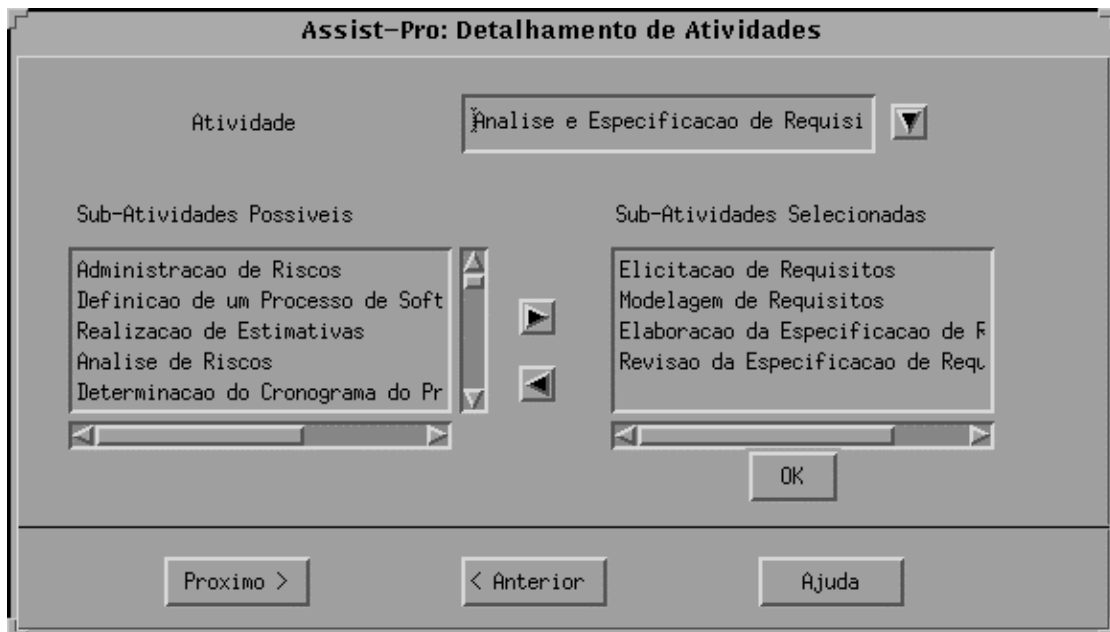 Assist-Pro: Detalhamento de Atividades
Atividade
Analise e Especificacao de Requisi
Sub-Atividades Possiveis
Administracao de Riscos
Definicao de um Processo de Soft
Realizacao de Estimativas
Analise de Riscos
Determinacao do Cronograma do Pr
Sub-Atividades Selecionadas
Elicitacao de Requisitos
Modelagem de Requisitos
Elaboracao da Especificacao de R
Revisao da Especificacao de Requ
OK
Proximo >
< Anterior
Ajuda